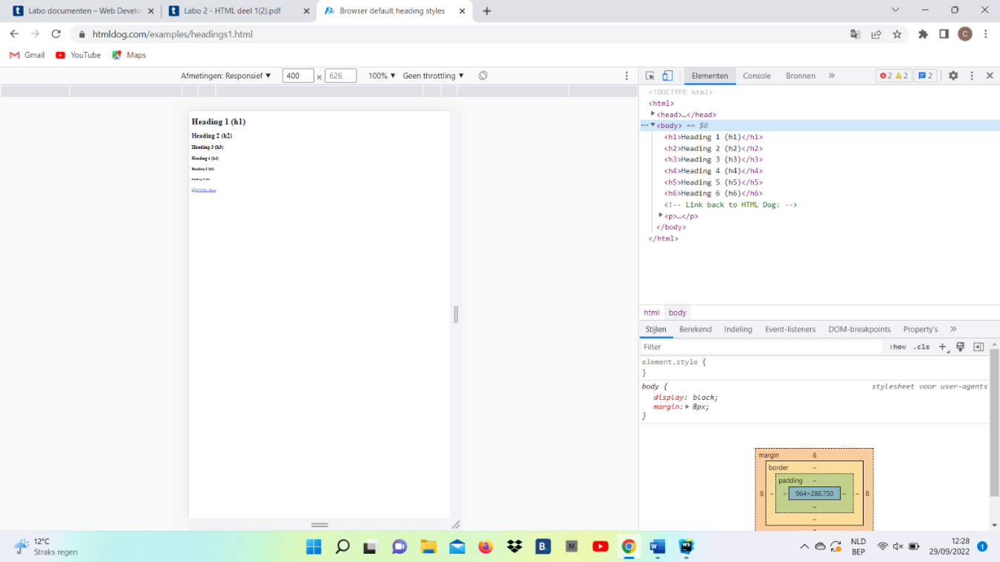 Labo documenten – Web Develo
Labo 2 - HTML deel 1(2).pdf
Browser default heading styles
htmldog.com/examples/headings1.html
Gmail
YouTube
Maps
Afmetingen: Responsief ▼ 400 × 626 100% ▼ Geen throttling ▼
Heading 1 (h1)
Heading 2 (h2)
Heading 3 (h3)
Heading 4 (h4)
Heading 5 (h5)
Heading 6 (h6)
HTML Dog
Elementen Console Bronnen » 2 2 2
<!DOCTYPE html>
<html>
<head>…</head>
<body> == $0
<h1>Heading 1 (h1)</h1>
<h2>Heading 2 (h2)</h2>
<h3>Heading 3 (h3)</h3>
<h4>Heading 4 (h4)</h4>
<h5>Heading 5 (h5)</h5>
<h6>Heading 6 (h6)</h6>
<!-- Link back to HTML Dog: -->
<p>…</p>
</body>
</html>
html body
Stijlen Berekend Indeling Event-listeners DOM-breakpoints Property's »
Filter :hov .cls +
element.style {
}
body { stylesheet voor user-agents
display: block;
margin: 8px;
}
margin 8
border –
padding –
8 – – 964×286.750 – – 8
–
–
12°C
Straks regen
NLD
BEP
12:28
29/09/2022
1